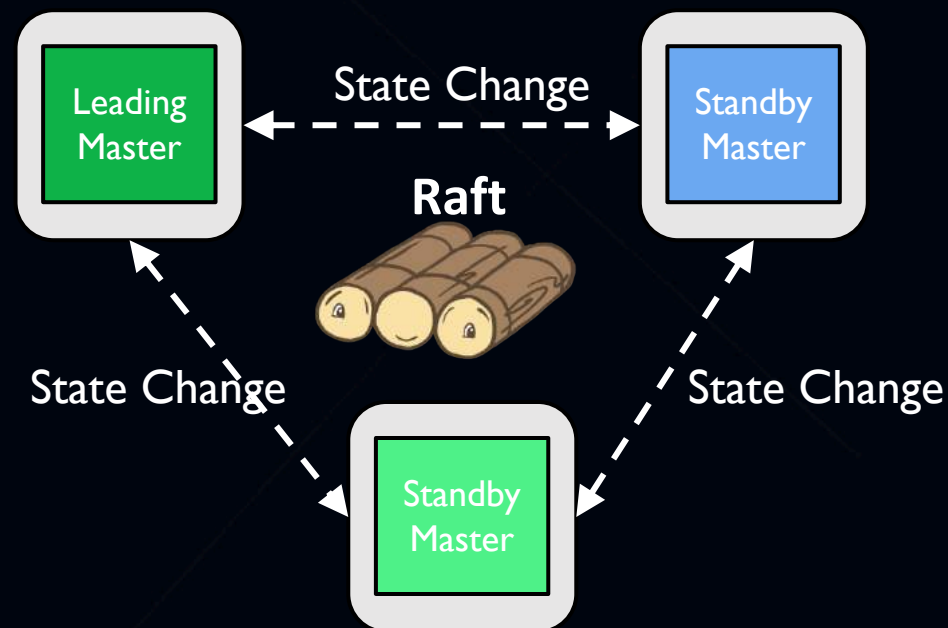 Leading
Master
State Change
Standby
Master
Raft
State Change
State Change
Standby
Master